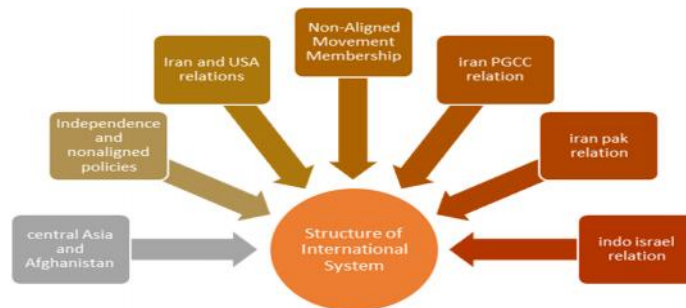 Non-Aligned
Movement
Membership
Iran and USA
relations
iran PGCC
relation
Independence
and
nonaligned
policies
iran pak
relation
central Asia
and
Afghanistan
Structure of
International
System
indo israel
relation